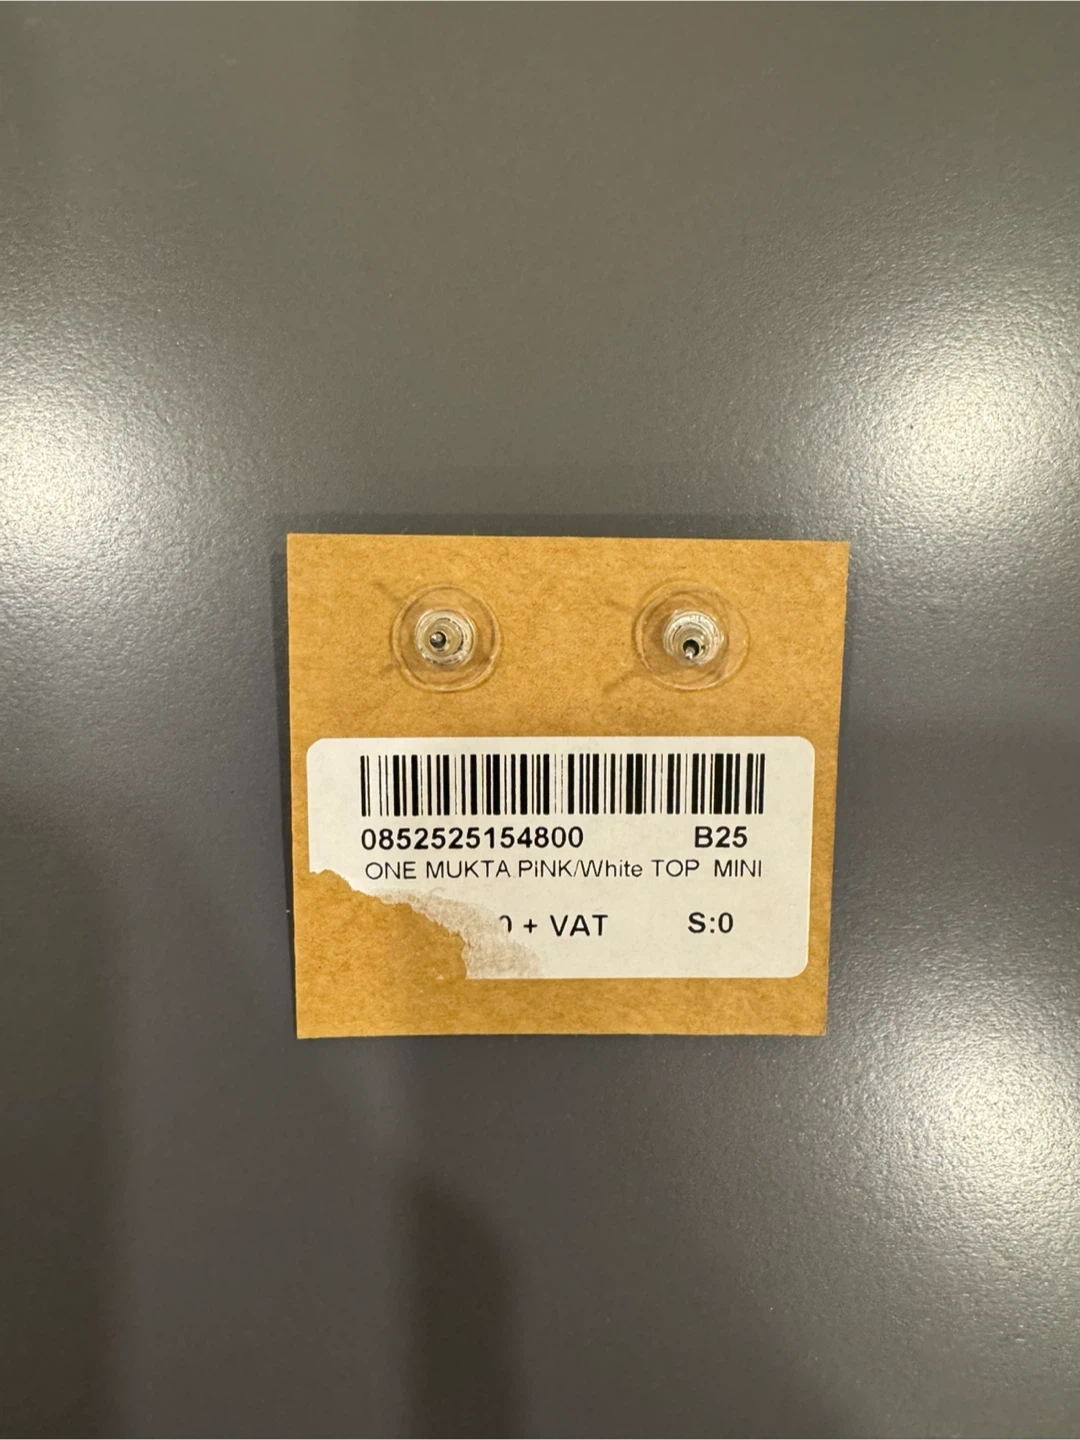 0852525154800 B25
ONE MUKTA PINK/White TOP MINI
0 + VAT S:0